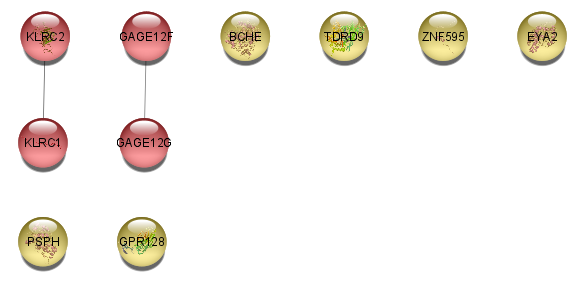 KLRC2 GAGE12F BCHE TDRD9 ZNF595 EYA2
KLRC1 GAGE12G
PSPH GPR128